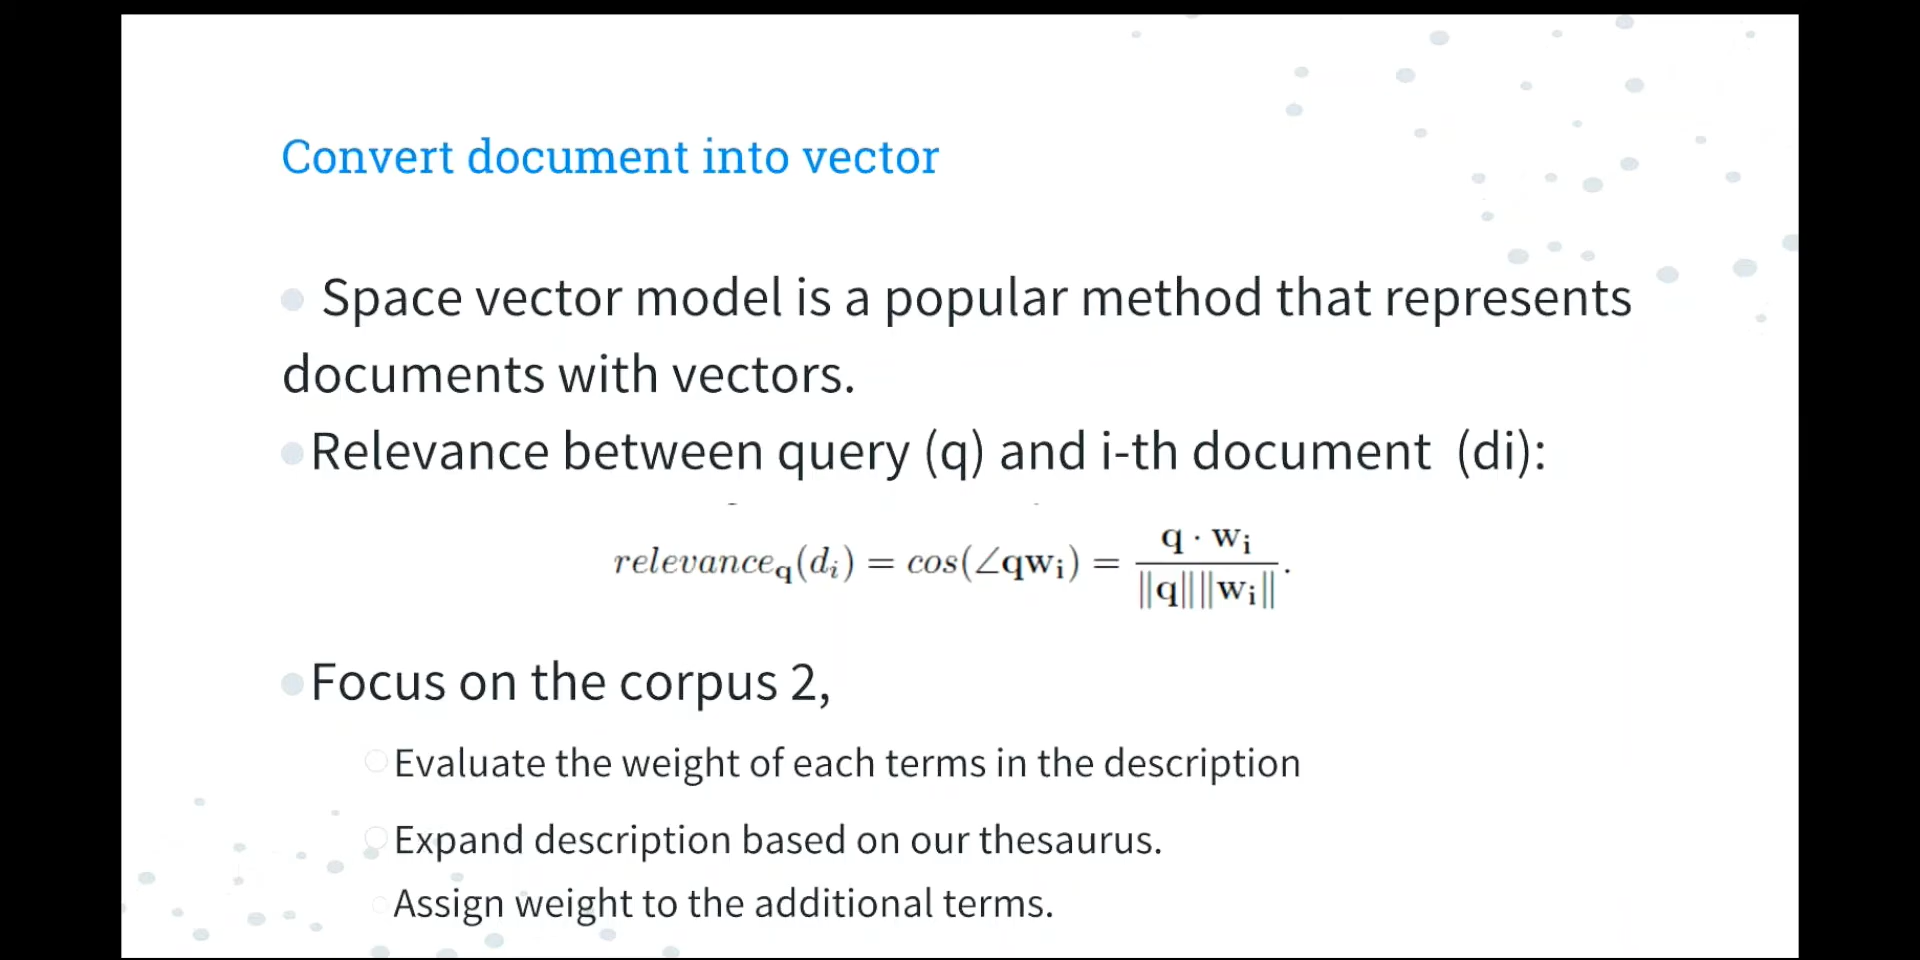 Convert document into vector
Space vector model is a popular method that represents
documents with vectors.
Relevance between query (q) and i-th document (di):
relevance_q(d_i) = cos(∠qw_i) = q · w_i / ‖q‖‖w_i‖ .
Focus on the corpus 2,
Evaluate the weight of each terms in the description
Expand description based on our thesaurus.
Assign weight to the additional terms.